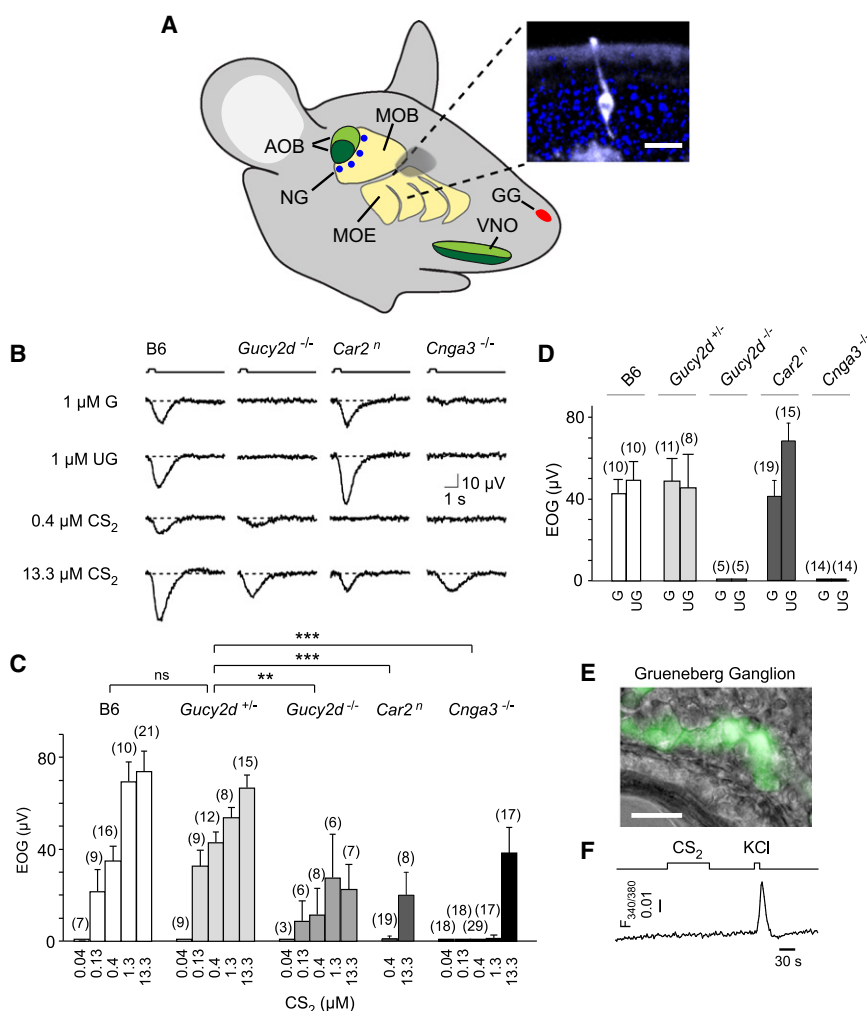 A
MOB
AOB
NG
MOE
GG
VNO
B
B6 Gucy2d -/- Car2 n Cnga3 -/-
1 µM G
1 µM UG
10 µV
1 s
0.4 µM CS2
13.3 µM CS2
D
B6 Gucy2d +/- Gucy2d -/- Car2 n Cnga3 -/-
EOG (µV)
80
40
0
(10) (10) (11) (8) (5) (5) (19) (15) (14) (14)
G UG G UG G UG G UG G UG
C
***
***
ns **
B6 Gucy2d +/- Gucy2d -/- Car2 n Cnga3 -/-
EOG (µV)
80
40
0
(7) (9) (16) (10) (21) (9) (9) (12) (8) (15) (3) (6) (8) (6) (7) (19) (8) (18) (18) (29) (17) (17)
0.04 0.13 0.4 1.3 13.3 0.04 0.13 0.4 1.3 13.3 0.04 0.13 0.4 1.3 13.3 0.4 13.3 0.04 0.13 0.4 1.3 13.3
CS2 (µM)
E
Grueneberg Ganglion
F
CS2 KCl
F340/380
0.01
30 s